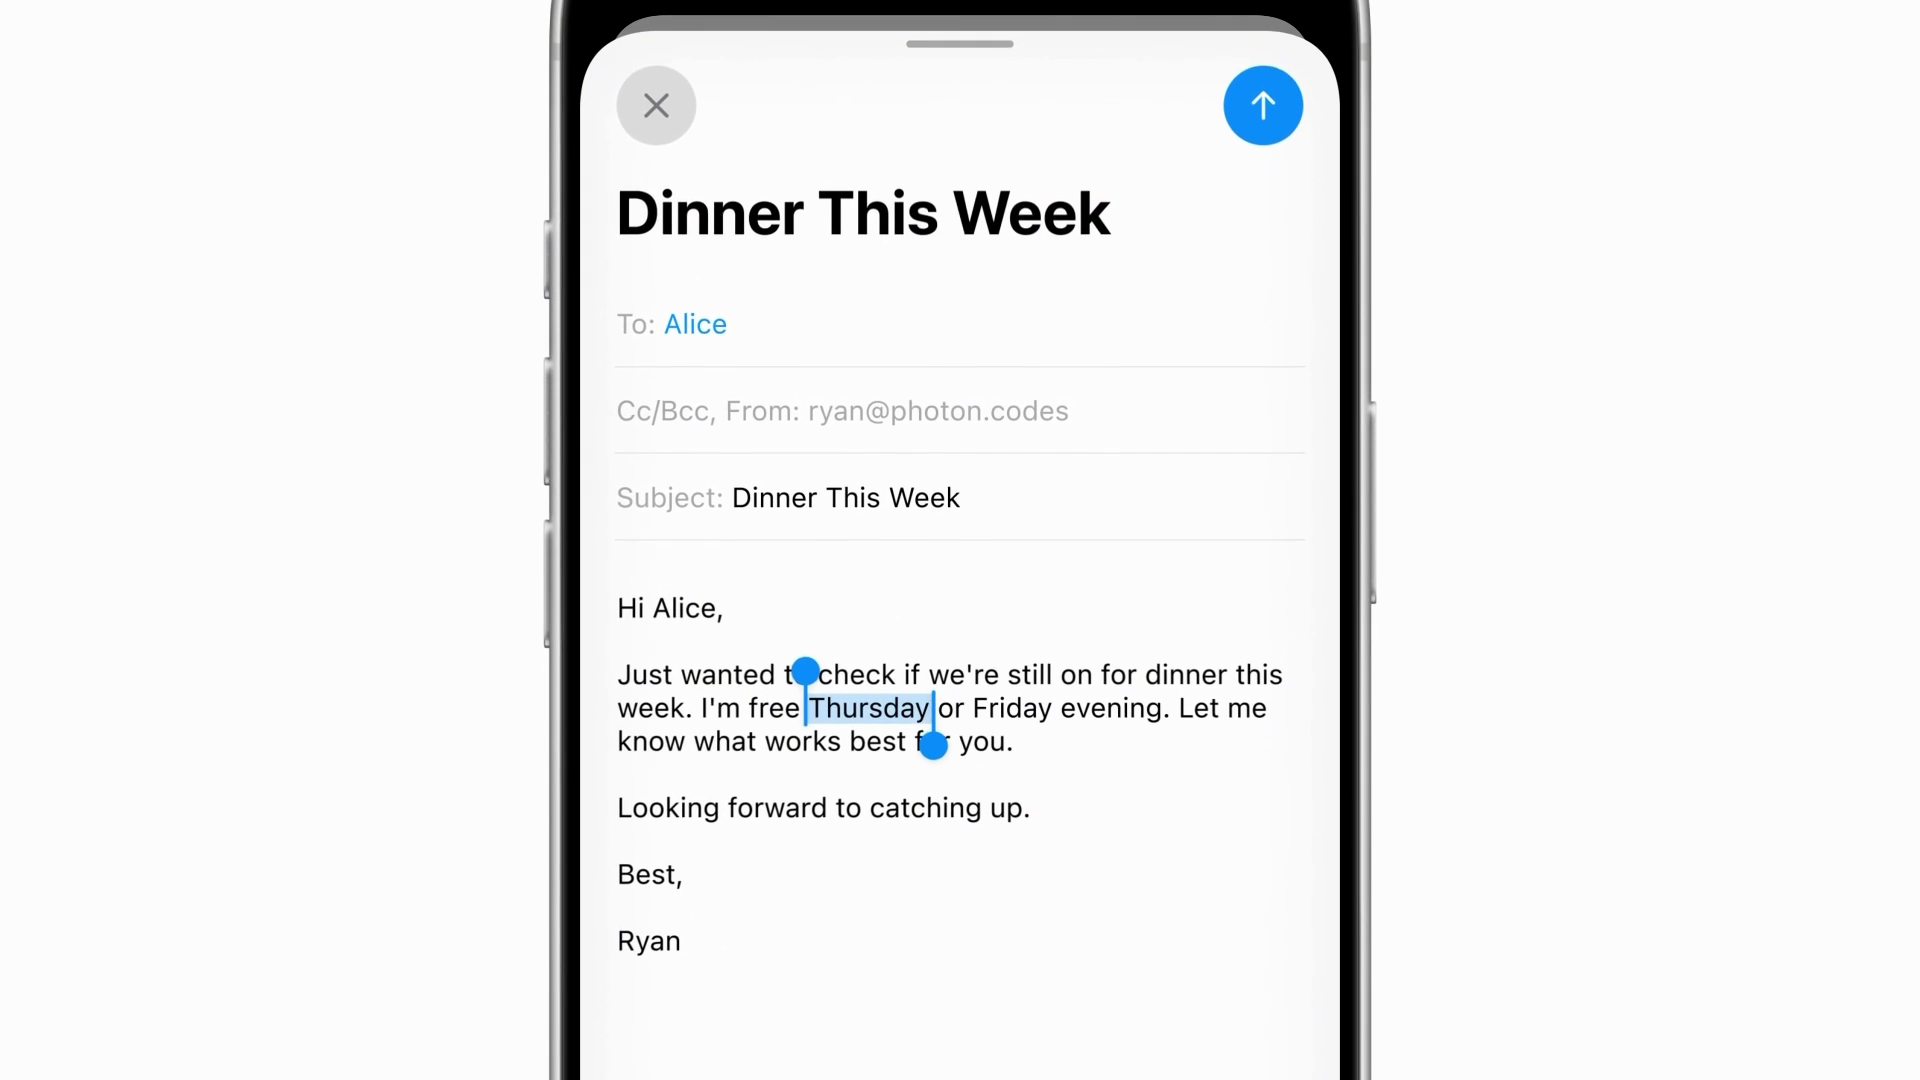 Dinner This Week
To: Alice
Cc/Bcc, From: ryan@photon.codes
Subject: Dinner This Week
Hi Alice,
Just wanted to check if we're still on for dinner this
week. I'm free Thursday or Friday evening. Let me
know what works best for you.
Looking forward to catching up.
Best,
Ryan